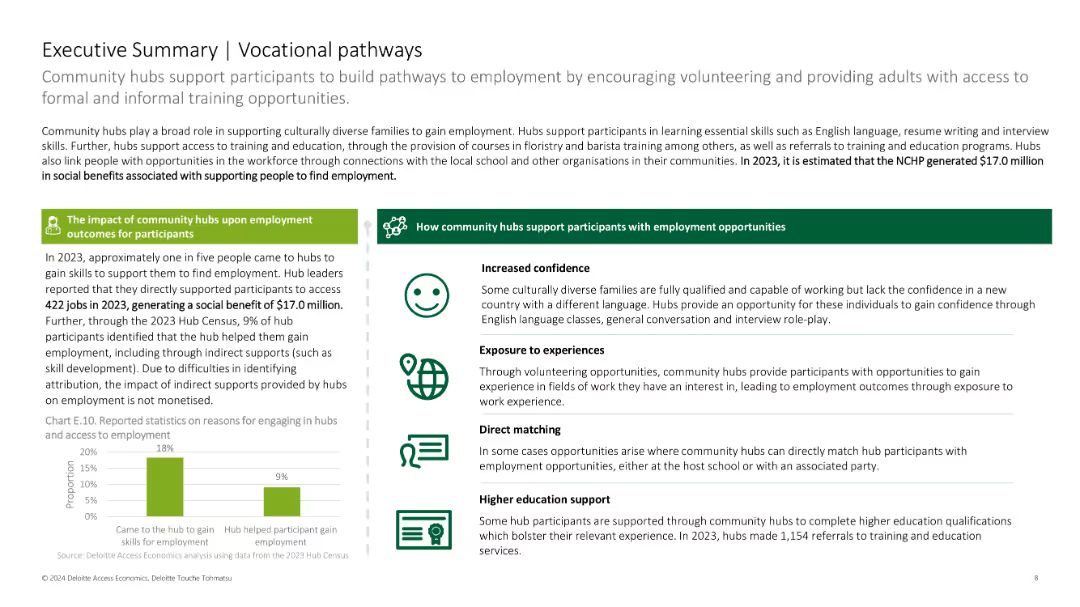 Executive Summary | Vocational pathways
Community hubs support participants to build pathways to employment by encouraging volunteering and providing adults with access to
formal and informal training opportunities.
Community hubs play a broad role in supporting culturally diverse families to gain employment. Hubs support participants in learning essential skills such as English language, resume writing and interview
skills. Further, hubs support access to training and education, through the provision of courses in floristry and barista training among others, as well as referrals to training and education programs. Hubs
also link people with opportunities in the workforce through connections with the local school and other organisations in their communities. In 2023, it is estimated that the NCHP generated $17.0 million
in social benefits associated with supporting people to find employment.
The impact of community hubs upon employment
outcomes for participants
In 2023, approximately one in five people came to hubs to
gain skills to support them to find employment. Hub leaders
reported that they directly supported participants to access
422 jobs in 2023, generating a social benefit of $17.0 million.
Further, through the 2023 Hub Census, 9% of hub
participants identified that the hub helped them gain
employment, including through indirect supports (such as
skill development). Due to difficulties in identifying
attribution, the impact of indirect supports provided by hubs
on employment is not monetised.
Chart E.10. Reported statistics on reasons for engaging in hubs
and access to employment
Proportion
20%
15%
10%
5%
0%
18%
9%
Came to the hub to gain
skills for employment
Hub helped participant gain
employment
Source: Deloitte Access Economics analysis using data from the 2023 Hub Census
How community hubs support participants with employment opportunities
Increased confidence
Some culturally diverse families are fully qualified and capable of working but lack the confidence in a new
country with a different language. Hubs provide an opportunity for these individuals to gain confidence through
English language classes, general conversation and interview role-play.
Exposure to experiences
Through volunteering opportunities, community hubs provide participants with opportunities to gain
experience in fields of work they have an interest in, leading to employment outcomes through exposure to
work experience.
Direct matching
In some cases opportunities arise where community hubs can directly match hub participants with
employment opportunities, either at the host school or with an associated party.
Higher education support
Some hub participants are supported through community hubs to complete higher education qualifications
which bolster their relevant experience. In 2023, hubs made 1,154 referrals to training and education
services.
© 2024 Deloitte Access Economics. Deloitte Touche Tohmatsu
8